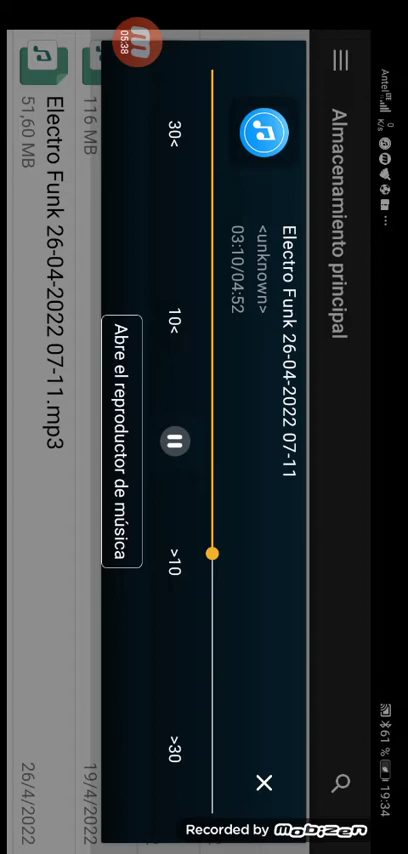 Antel LTE 0 K/s ...
61 % 19:34
Almacenamiento principal
Electro Funk 26-04-2022 07-11
<unknown>
03:10/04:52
30< 10< >10 >30
Abre el reproductor de música
116 MB 19/4/2022
Electro Funk 26-04-2022 07-11.mp3
51,60 MB 26/4/2022
05:38
Recorded by mobizen